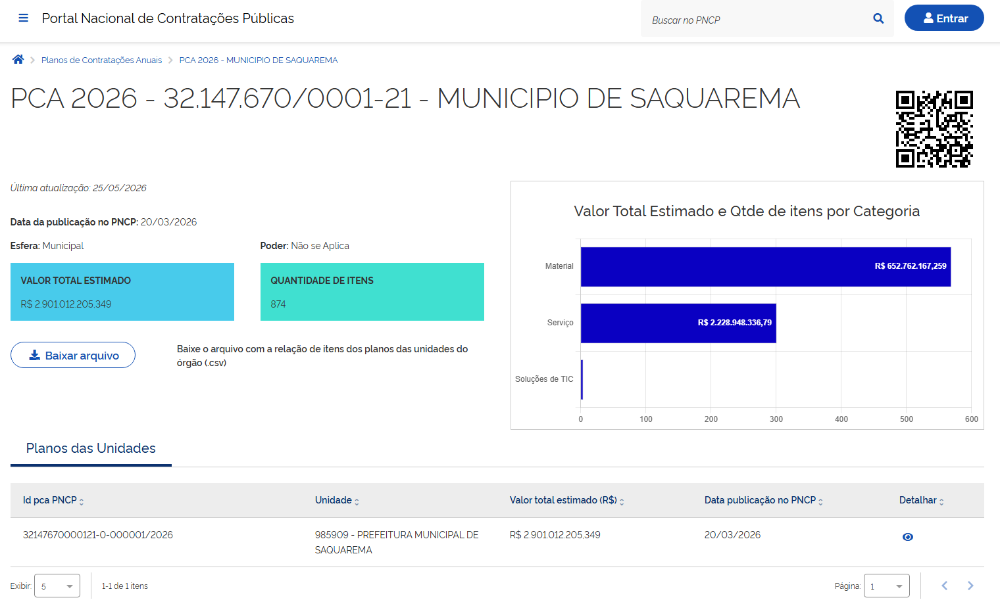 Portal Nacional de Contratações Públicas
Buscar no PNCP
Entrar
Planos de Contratações Anuais
PCA 2026 - MUNICIPIO DE SAQUAREMA
PCA 2026 - 32.147.670/0001-21 - MUNICIPIO DE SAQUAREMA
Última atualização: 25/05/2026
Data da publicação no PNCP: 20/03/2026
Esfera: Municipal
Poder: Não se Aplica
VALOR TOTAL ESTIMADO
R$ 2.901.012.205,349
QUANTIDADE DE ITENS
874
Baixar arquivo
Baixe o arquivo com a relação de itens dos planos das unidades do
órgão (.csv)
Valor Total Estimado e Qtde de itens por Categoria
Material
R$ 652.762.167,259
Serviço
R$ 2.228.948.336,79
Soluções de TIC
0 100 200 300 400 500 600
Planos das Unidades
Id pca PNCP Unidade Valor total estimado (R$) Data publicação no PNCP Detalhar
32147670000121-0-000001/2026 985909 - PREFEITURA MUNICIPAL DE R$ 2.901.012.205,349 20/03/2026
SAQUAREMA
Exibir: 5 1-1 de 1 itens Página: 1